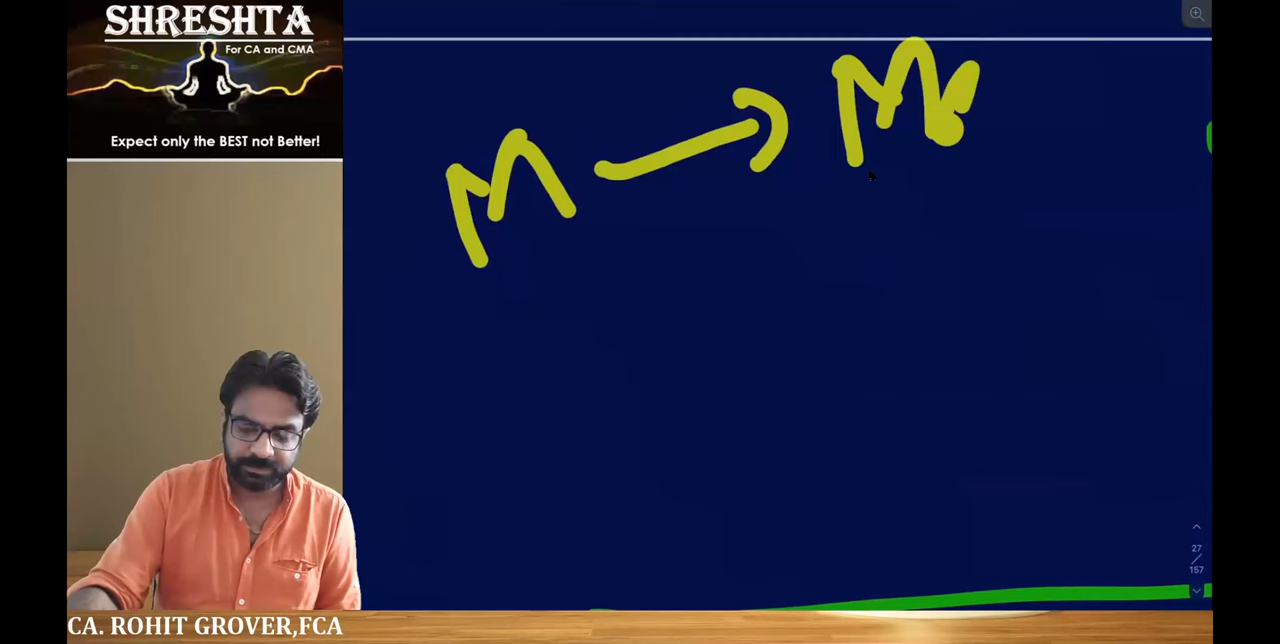 SHRESHTA
For CA and CMA
Expect only the BEST not Better!
M → M
27
/
157
CA. ROHIT GROVER,FCA